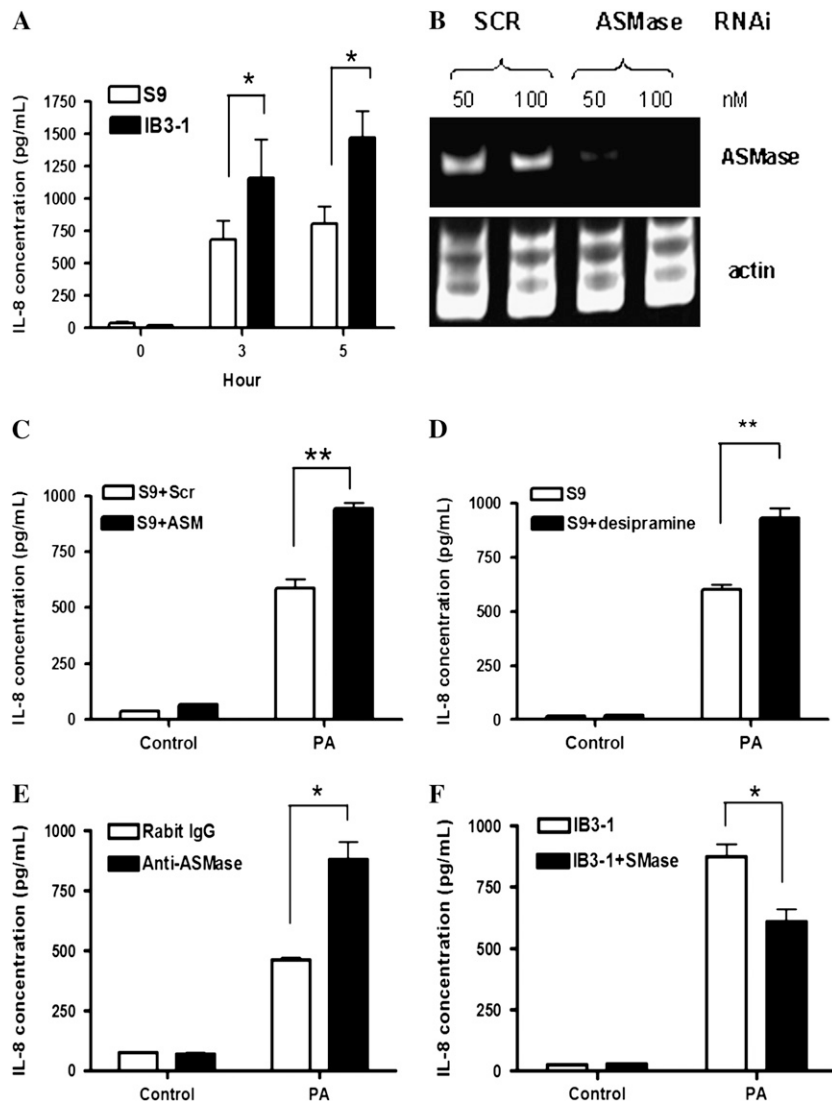 A
IL-8 concentration (pg/mL)
S9
IB3-1
*
*
1750
1500
1250
1000
750
500
250
0
0
3
5
Hour
B
SCR
ASMase
RNAi
50
100
50
100
nM
ASMase
actin
C
IL-8 concentration (pg/mL)
S9+Scr
S9+ASM
**
1000
750
500
250
0
Control
PA
D
IL-8 concentration (pg/mL)
S9
S9+desipramine
**
1000
750
500
250
0
Control
PA
E
IL-8 concentration (pg/mL)
Rabit IgG
Anti-ASMase
*
1000
750
500
250
0
Control
PA
F
IL-8 concentration (pg/mL)
IB3-1
IB3-1+SMase
*
1000
750
500
250
0
Control
PA